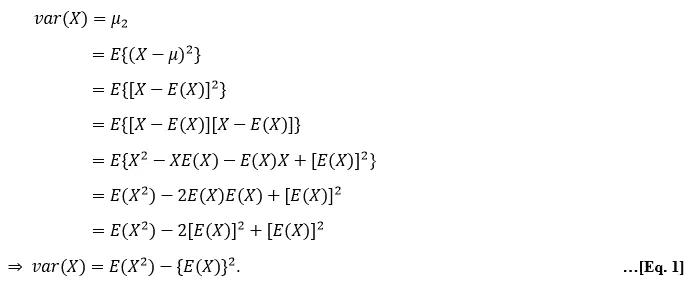 var(X) = μ₂
= E{(X − μ)²}
= E{[X − E(X)]²}
= E{[X − E(X)][X − E(X)]}
= E{X² − XE(X) − E(X)X + [E(X)]²}
= E(X²) − 2E(X)E(X) + [E(X)]²
= E(X²) − 2[E(X)]² + [E(X)]²
⇒ var(X) = E(X²) − {E(X)}². …[Eq. 1]